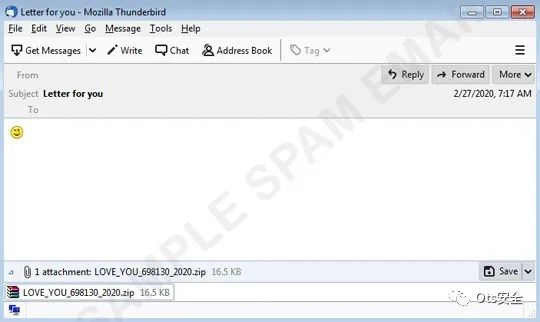 Letter for you - Mozilla Thunderbird
File Edit View Go Message Tools Help
Get Messages Write Chat Address Book Tag
From Reply Forward More
Subject Letter for you 2/27/2020, 7:17 AM
To
SAMPLE SPAM EMAIL
1 attachment: LOVE_YOU_698130_2020.zip 16.5 KB Save
LOVE_YOU_698130_2020.zip 16.5 KB
Ots安全